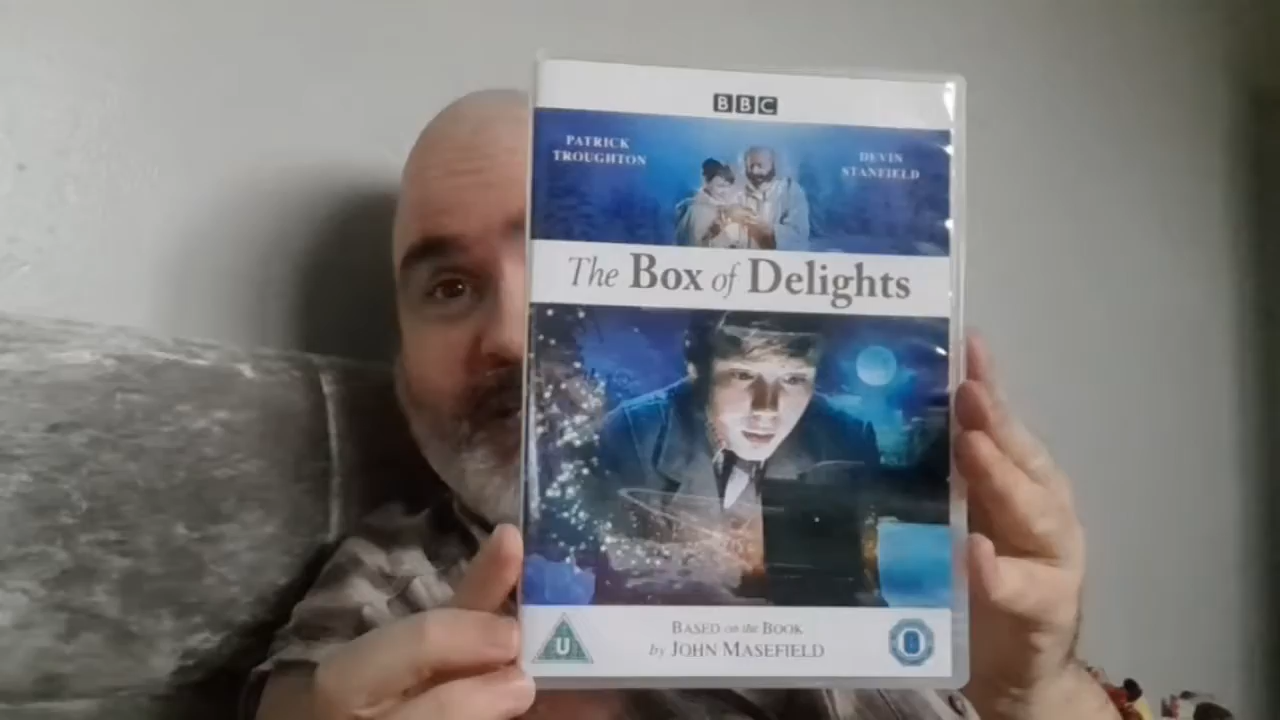 BBC
PATRICK
TROUGHTON
DEVIN
STANFIELD
The Box of Delights
U
BASED on the BOOK
by JOHN MASEFIELD